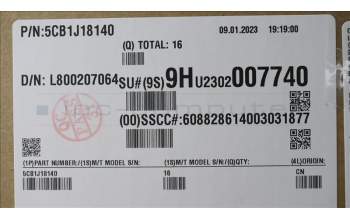 P/N:5CB1J18140
09.01.2023 19:19:00
(Q) TOTAL: 16
D/N: L800207064
SU#(9S)9HU2302007740
(00)SSCC#:608828614003031877
(1P)PART NUMBER/(1S)M/T MODEL S/N:
(1S)M/T MODEL S/N/(Q)QTY:
(4L)ORIGIN:
5CB1J18140
16
CN